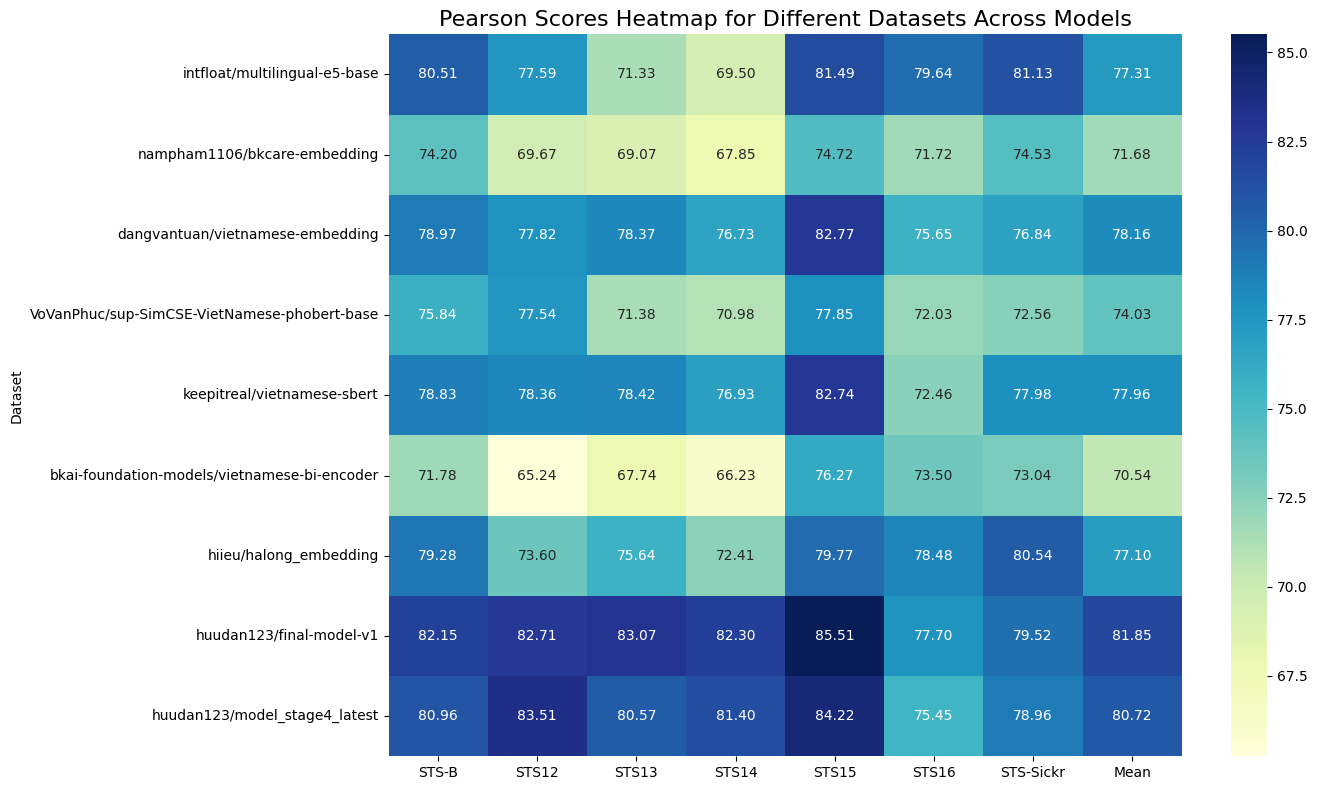 Pearson Scores Heatmap for Different Datasets Across Models
intfloat/multilingual-e5-base 80.51 77.59 71.33 69.50 81.49 79.64 81.13 77.31
nampham1106/bkcare-embedding 74.20 69.67 69.07 67.85 74.72 71.72 74.53 71.68
dangvantuan/vietnamese-embedding 78.97 77.82 78.37 76.73 82.77 75.65 76.84 78.16
VoVanPhuc/sup-SimCSE-VietNamese-phobert-base 75.84 77.54 71.38 70.98 77.85 72.03 72.56 74.03
keepitreal/vietnamese-sbert 78.83 78.36 78.42 76.93 82.74 72.46 77.98 77.96
bkai-foundation-models/vietnamese-bi-encoder 71.78 65.24 67.74 66.23 76.27 73.50 73.04 70.54
hiieu/halong_embedding 79.28 73.60 75.64 72.41 79.77 78.48 80.54 77.10
huudan123/final-model-v1 82.15 82.71 83.07 82.30 85.51 77.70 79.52 81.85
huudan123/model_stage4_latest 80.96 83.51 80.57 81.40 84.22 75.45 78.96 80.72
STS-B STS12 STS13 STS14 STS15 STS16 STS-Sickr Mean
Dataset
85.0
82.5
80.0
77.5
75.0
72.5
70.0
67.5